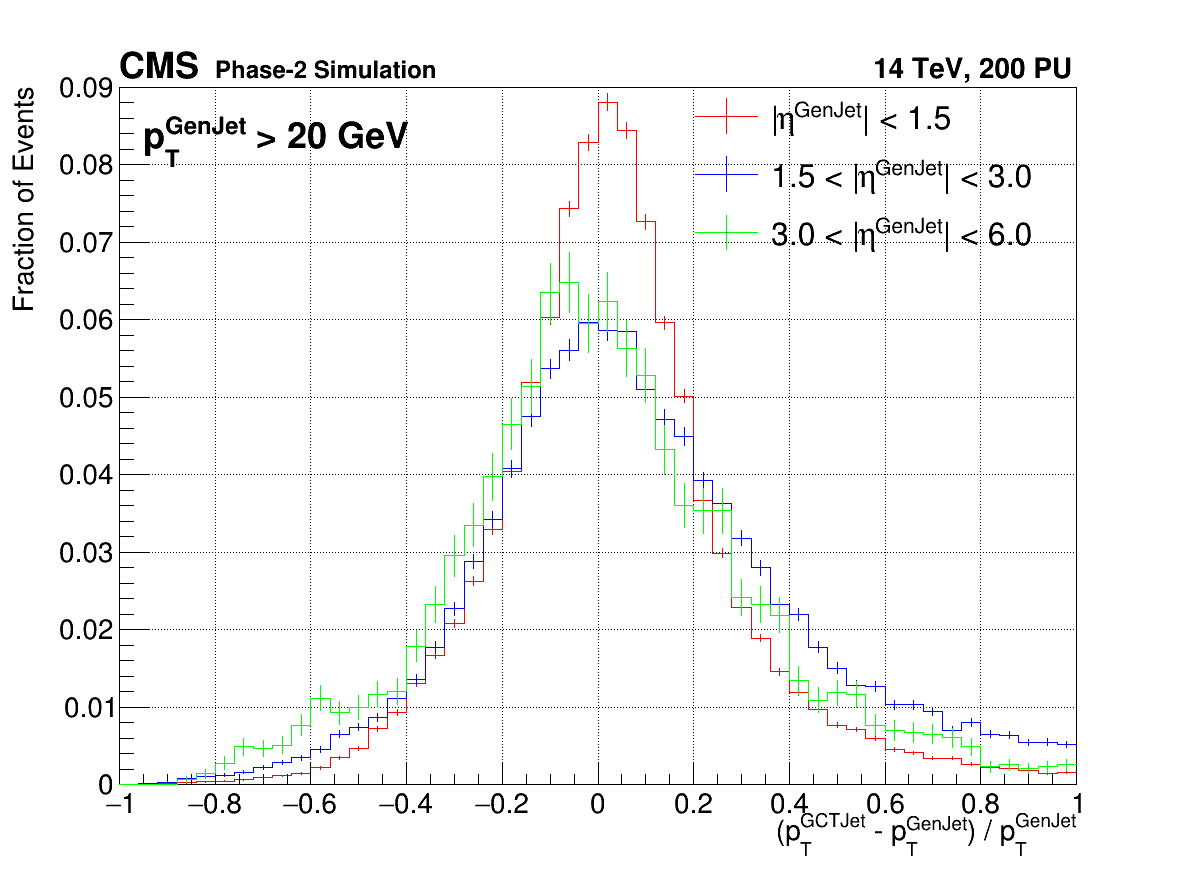 CMS Phase-2 Simulation 14 TeV, 200 PU
Fraction of Events
p_T^GenJet > 20 GeV
|η^GenJet| < 1.5
1.5 < |η^GenJet| < 3.0
3.0 < |η^GenJet| < 6.0
0.09
0.08
0.07
0.06
0.05
0.04
0.03
0.02
0.01
0
−1 −0.8 −0.6 −0.4 −0.2 0 0.2 0.4 0.6 0.8 1
(p_T^GCTJet - p_T^GenJet) / p_T^GenJet